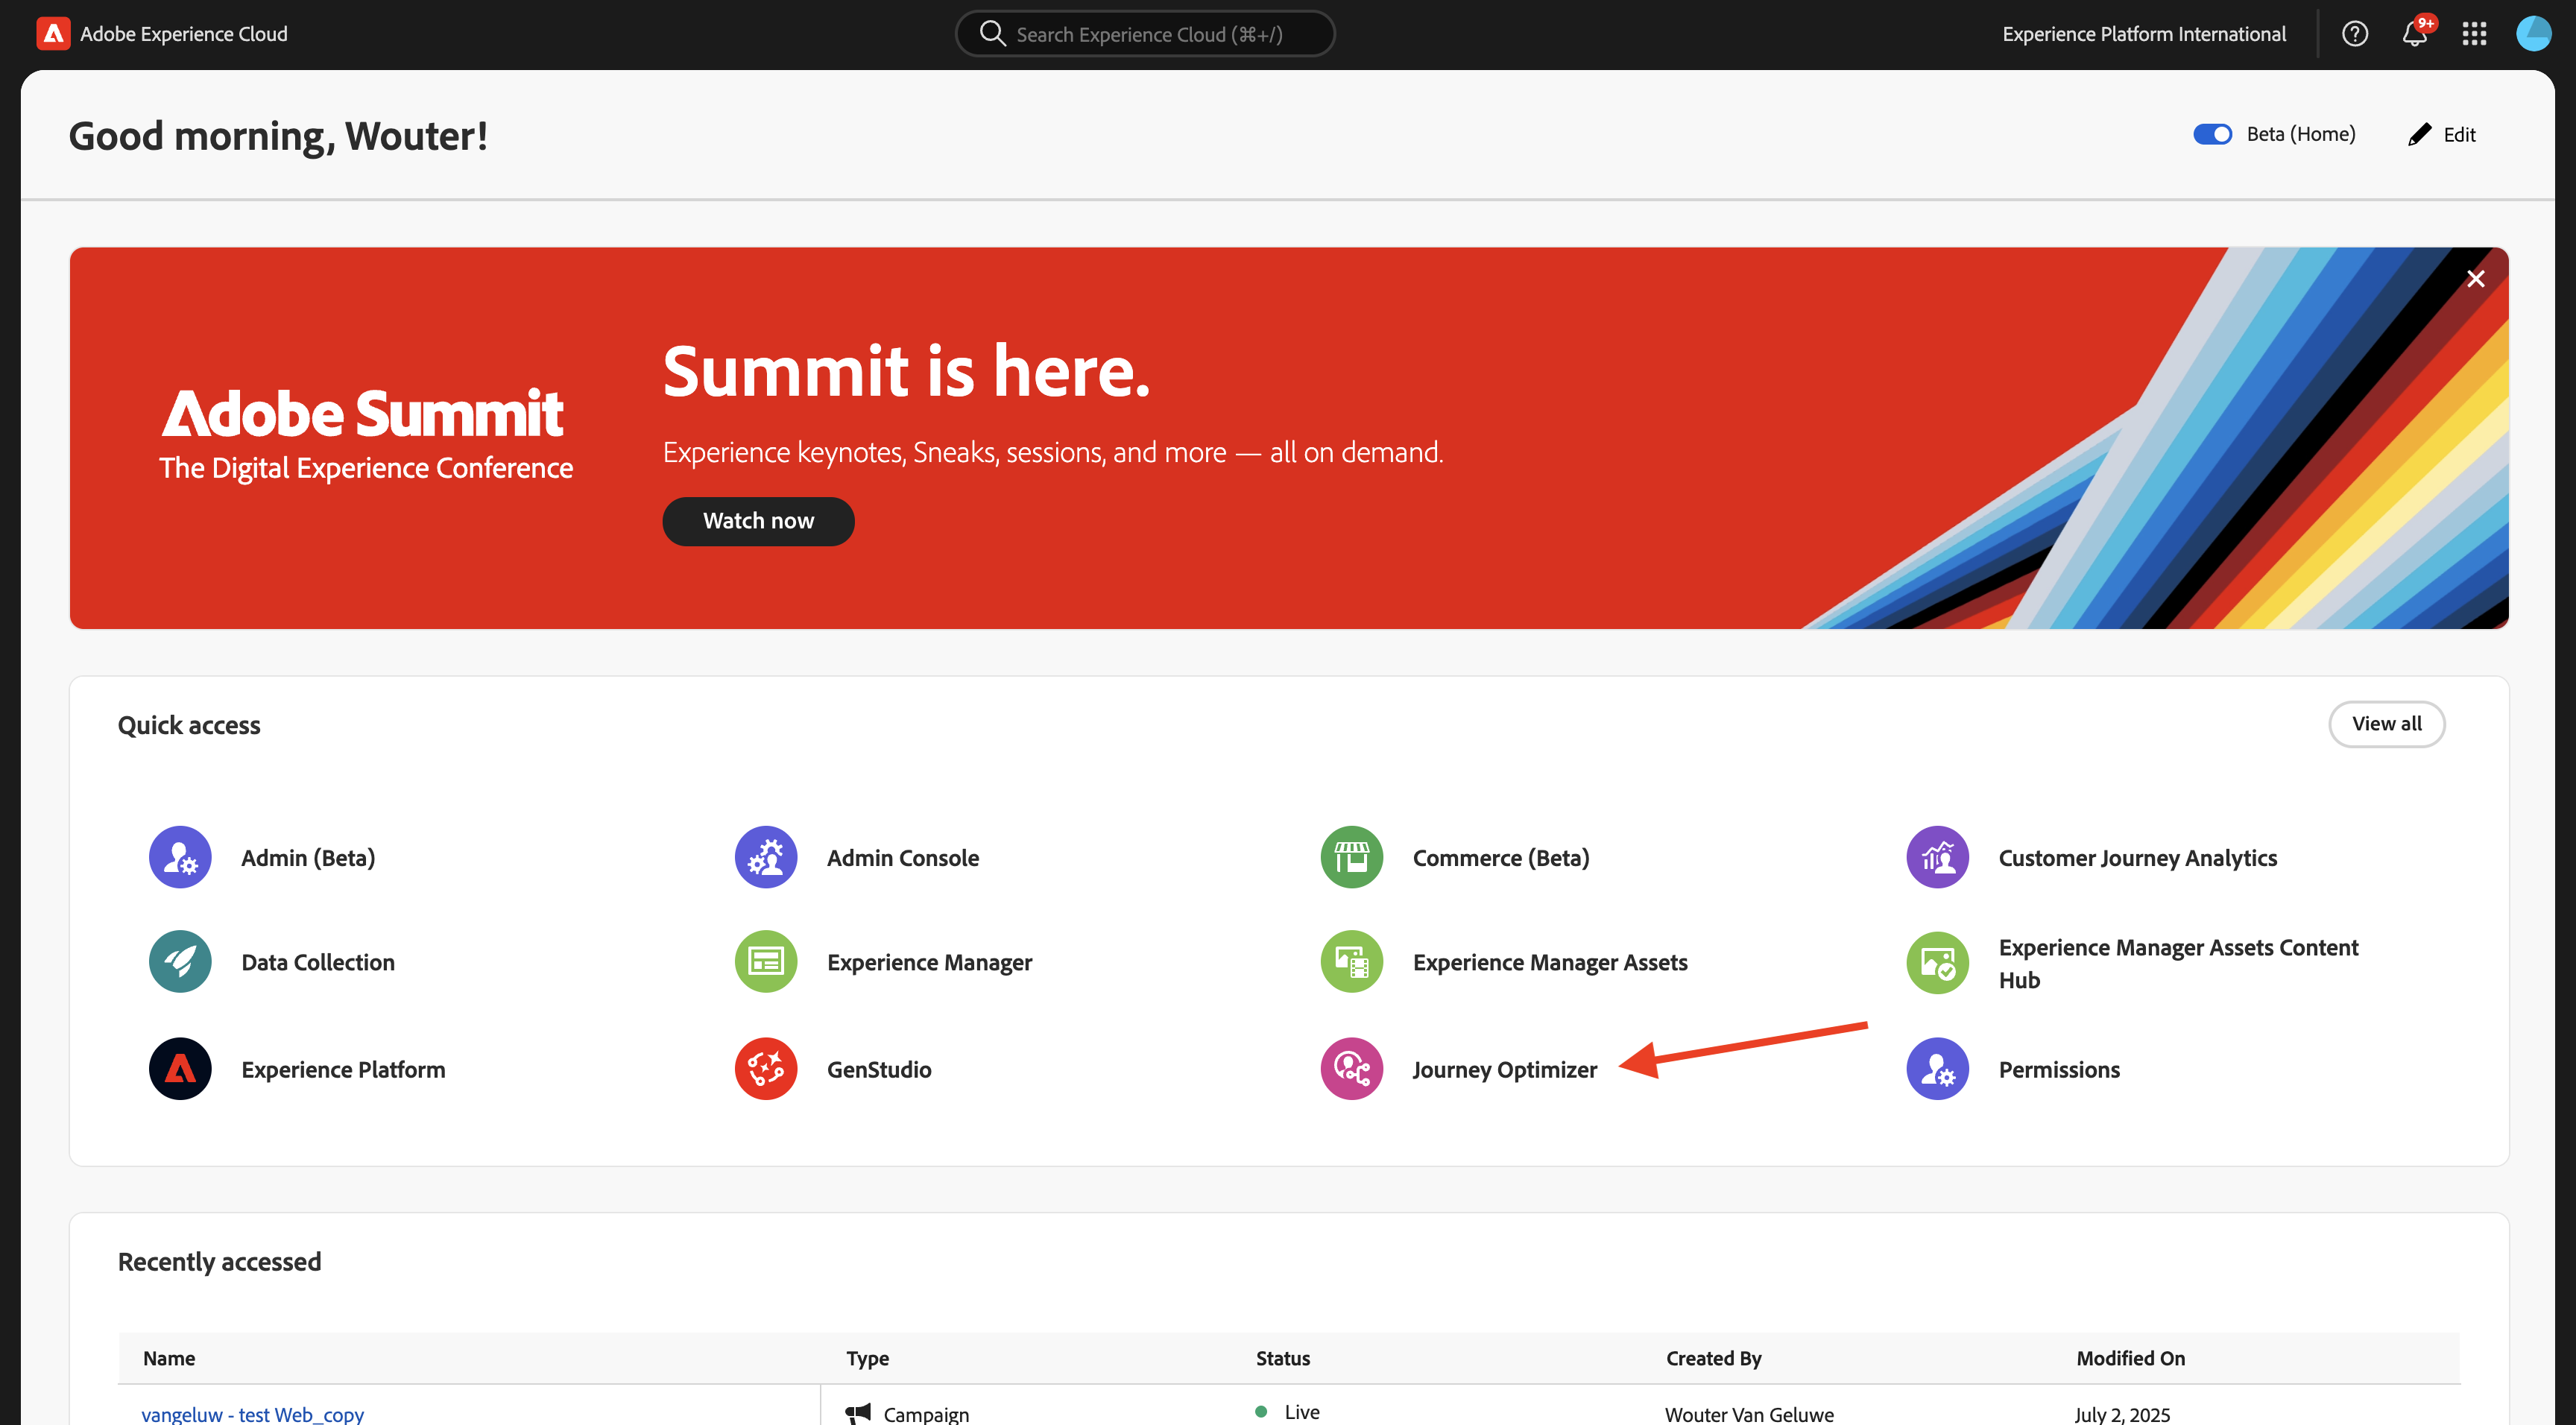 Adobe Experience Cloud
Search Experience Cloud (⌘+/)
Experience Platform International
9+
Good morning, Wouter!
Beta (Home)
Edit
Adobe Summit
The Digital Experience Conference
Summit is here.
Experience keynotes, Sneaks, sessions, and more — all on demand.
Watch now
Quick access
View all
Admin (Beta)
Admin Console
Commerce (Beta)
Customer Journey Analytics
Data Collection
Experience Manager
Experience Manager Assets
Experience Manager Assets Content
Hub
Experience Platform
GenStudio
Journey Optimizer
Permissions
Recently accessed
Name
Type
Status
Created By
Modified On
vangeluw - test Web_copy
Campaign
Live
Wouter Van Geluwe
July 2, 2025